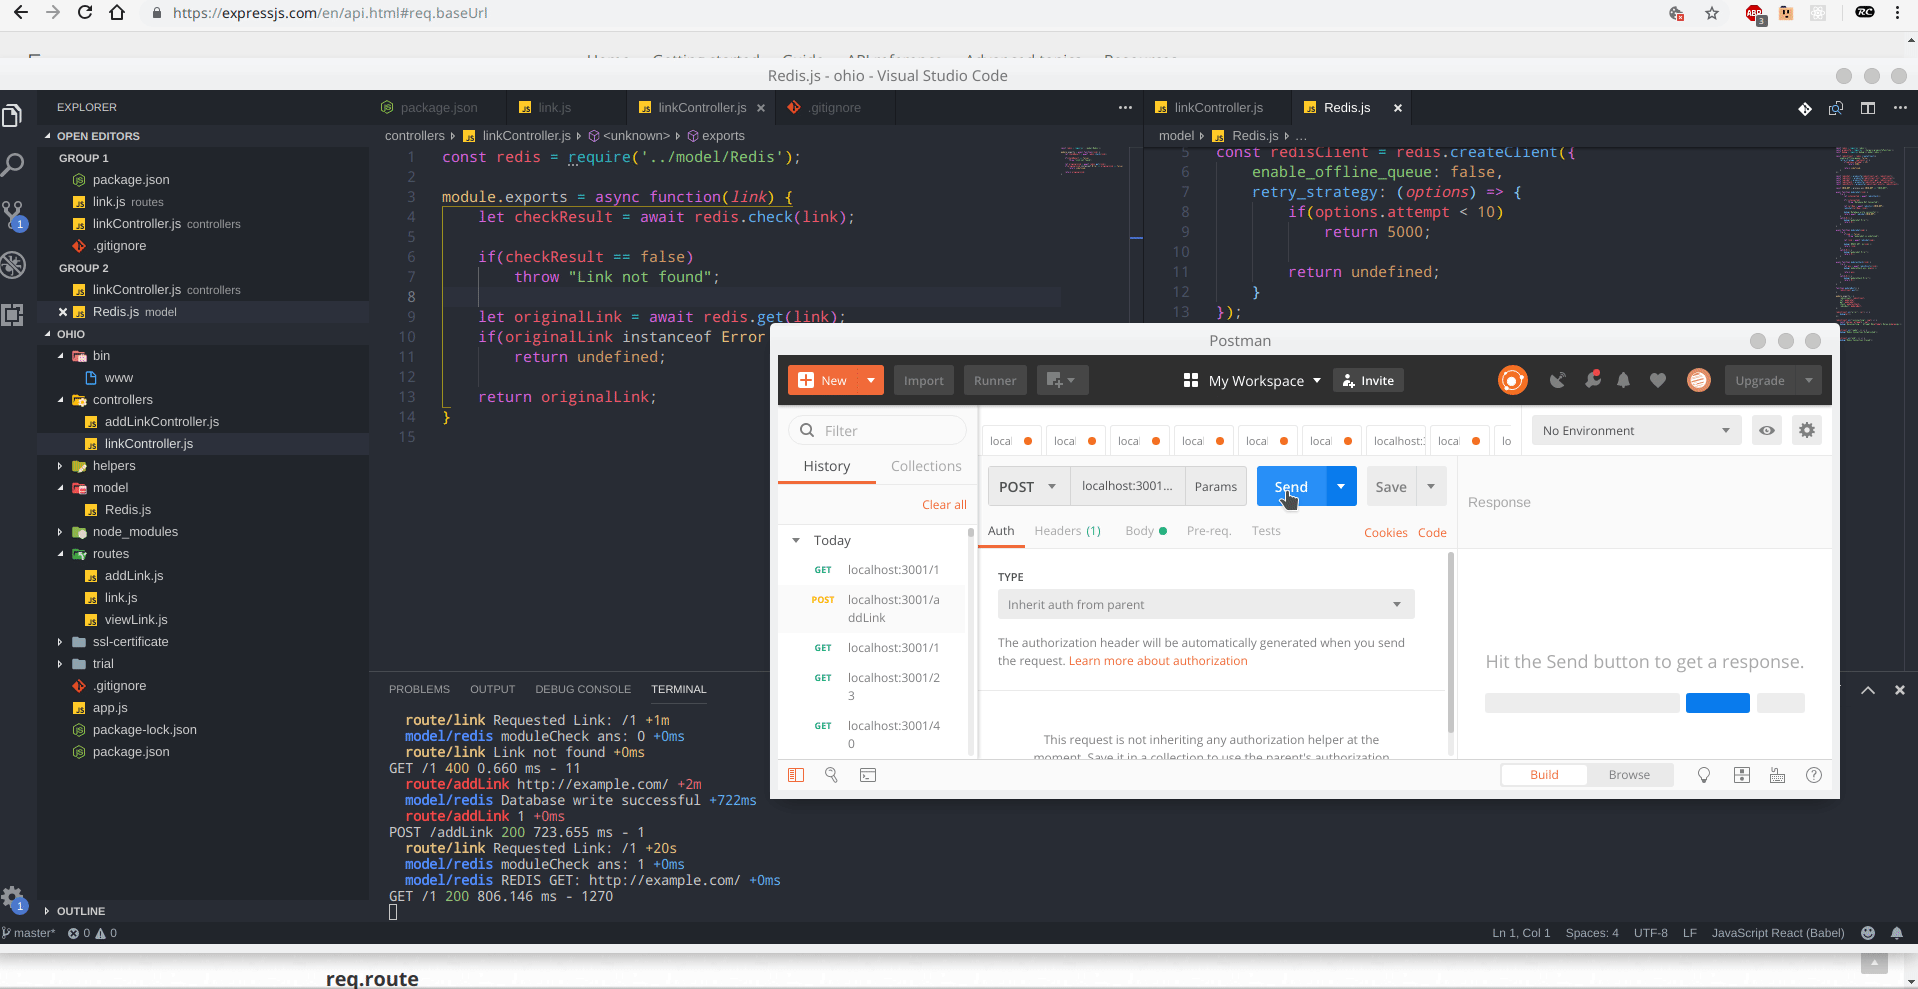 https://expressjs.com/en/api.html#req.baseUrl
Redis.js - ohio - Visual Studio Code
EXPLORER
OPEN EDITORS
GROUP 1
package.json
link.js routes
linkController.js controllers
.gitignore
GROUP 2
linkController.js controllers
Redis.js model
OHIO
bin
www
controllers
addLinkController.js
linkController.js
helpers
model
Redis.js
node_modules
routes
addLink.js
link.js
viewLink.js
ssl-certificate
trial
.gitignore
app.js
package-lock.json
package.json
OUTLINE
package.json
link.js
linkController.js
.gitignore
controllers linkController.js <unknown> exports
1 const redis = require('../model/Redis');
2
3 module.exports = async function(link) {
4 let checkResult = await redis.check(link);
5
6 if(checkResult == false)
7 throw "Link not found";
8
9 let originalLink = await redis.get(link);
10 if(originalLink instanceof Error
11 return undefined;
12
13 return originalLink;
14 }
15
linkController.js
Redis.js
model Redis.js ...
5 const redisClient = redis.createClient({
6 enable_offline_queue: false,
7 retry_strategy: (options) => {
8 if(options.attempt < 10)
9 return 5000;
10
11 return undefined;
12 }
13 });
PROBLEMS OUTPUT DEBUG CONSOLE TERMINAL
route/link Requested Link: /1 +1m
model/redis moduleCheck ans: 0 +0ms
route/link Link not found +0ms
GET /1 400 0.660 ms - 11
route/addLink http://example.com/ +2m
model/redis Database write successful +722ms
route/addLink 1 +0ms
POST /addLink 200 723.655 ms - 1
route/link Requested Link: /1 +20s
model/redis moduleCheck ans: 1 +0ms
model/redis REDIS GET: http://example.com/ +0ms
GET /1 200 806.146 ms - 1270
Postman
New Import Runner My Workspace Invite Upgrade
Filter
History Collections
Clear all
Today
GET localhost:3001/1
POST localhost:3001/a
ddLink
GET localhost:3001/1
GET localhost:3001/2
3
GET localhost:3001/4
0
local local local local local local localhost: local lo
No Environment
POST localhost:3001... Params Send Save
Auth Headers (1) Body Pre-req. Tests Cookies Code
TYPE
Inherit auth from parent
The authorization header will be automatically generated when you send
the request. Learn more about authorization
This request is not inheriting any authorization helper at the
moment. Save it in a collection to use the parent's authorization
Response
Hit the Send button to get a response.
Build Browse
master* 0 0
Ln 1, Col 1 Spaces: 4 UTF-8 LF JavaScript React (Babel)
req.route